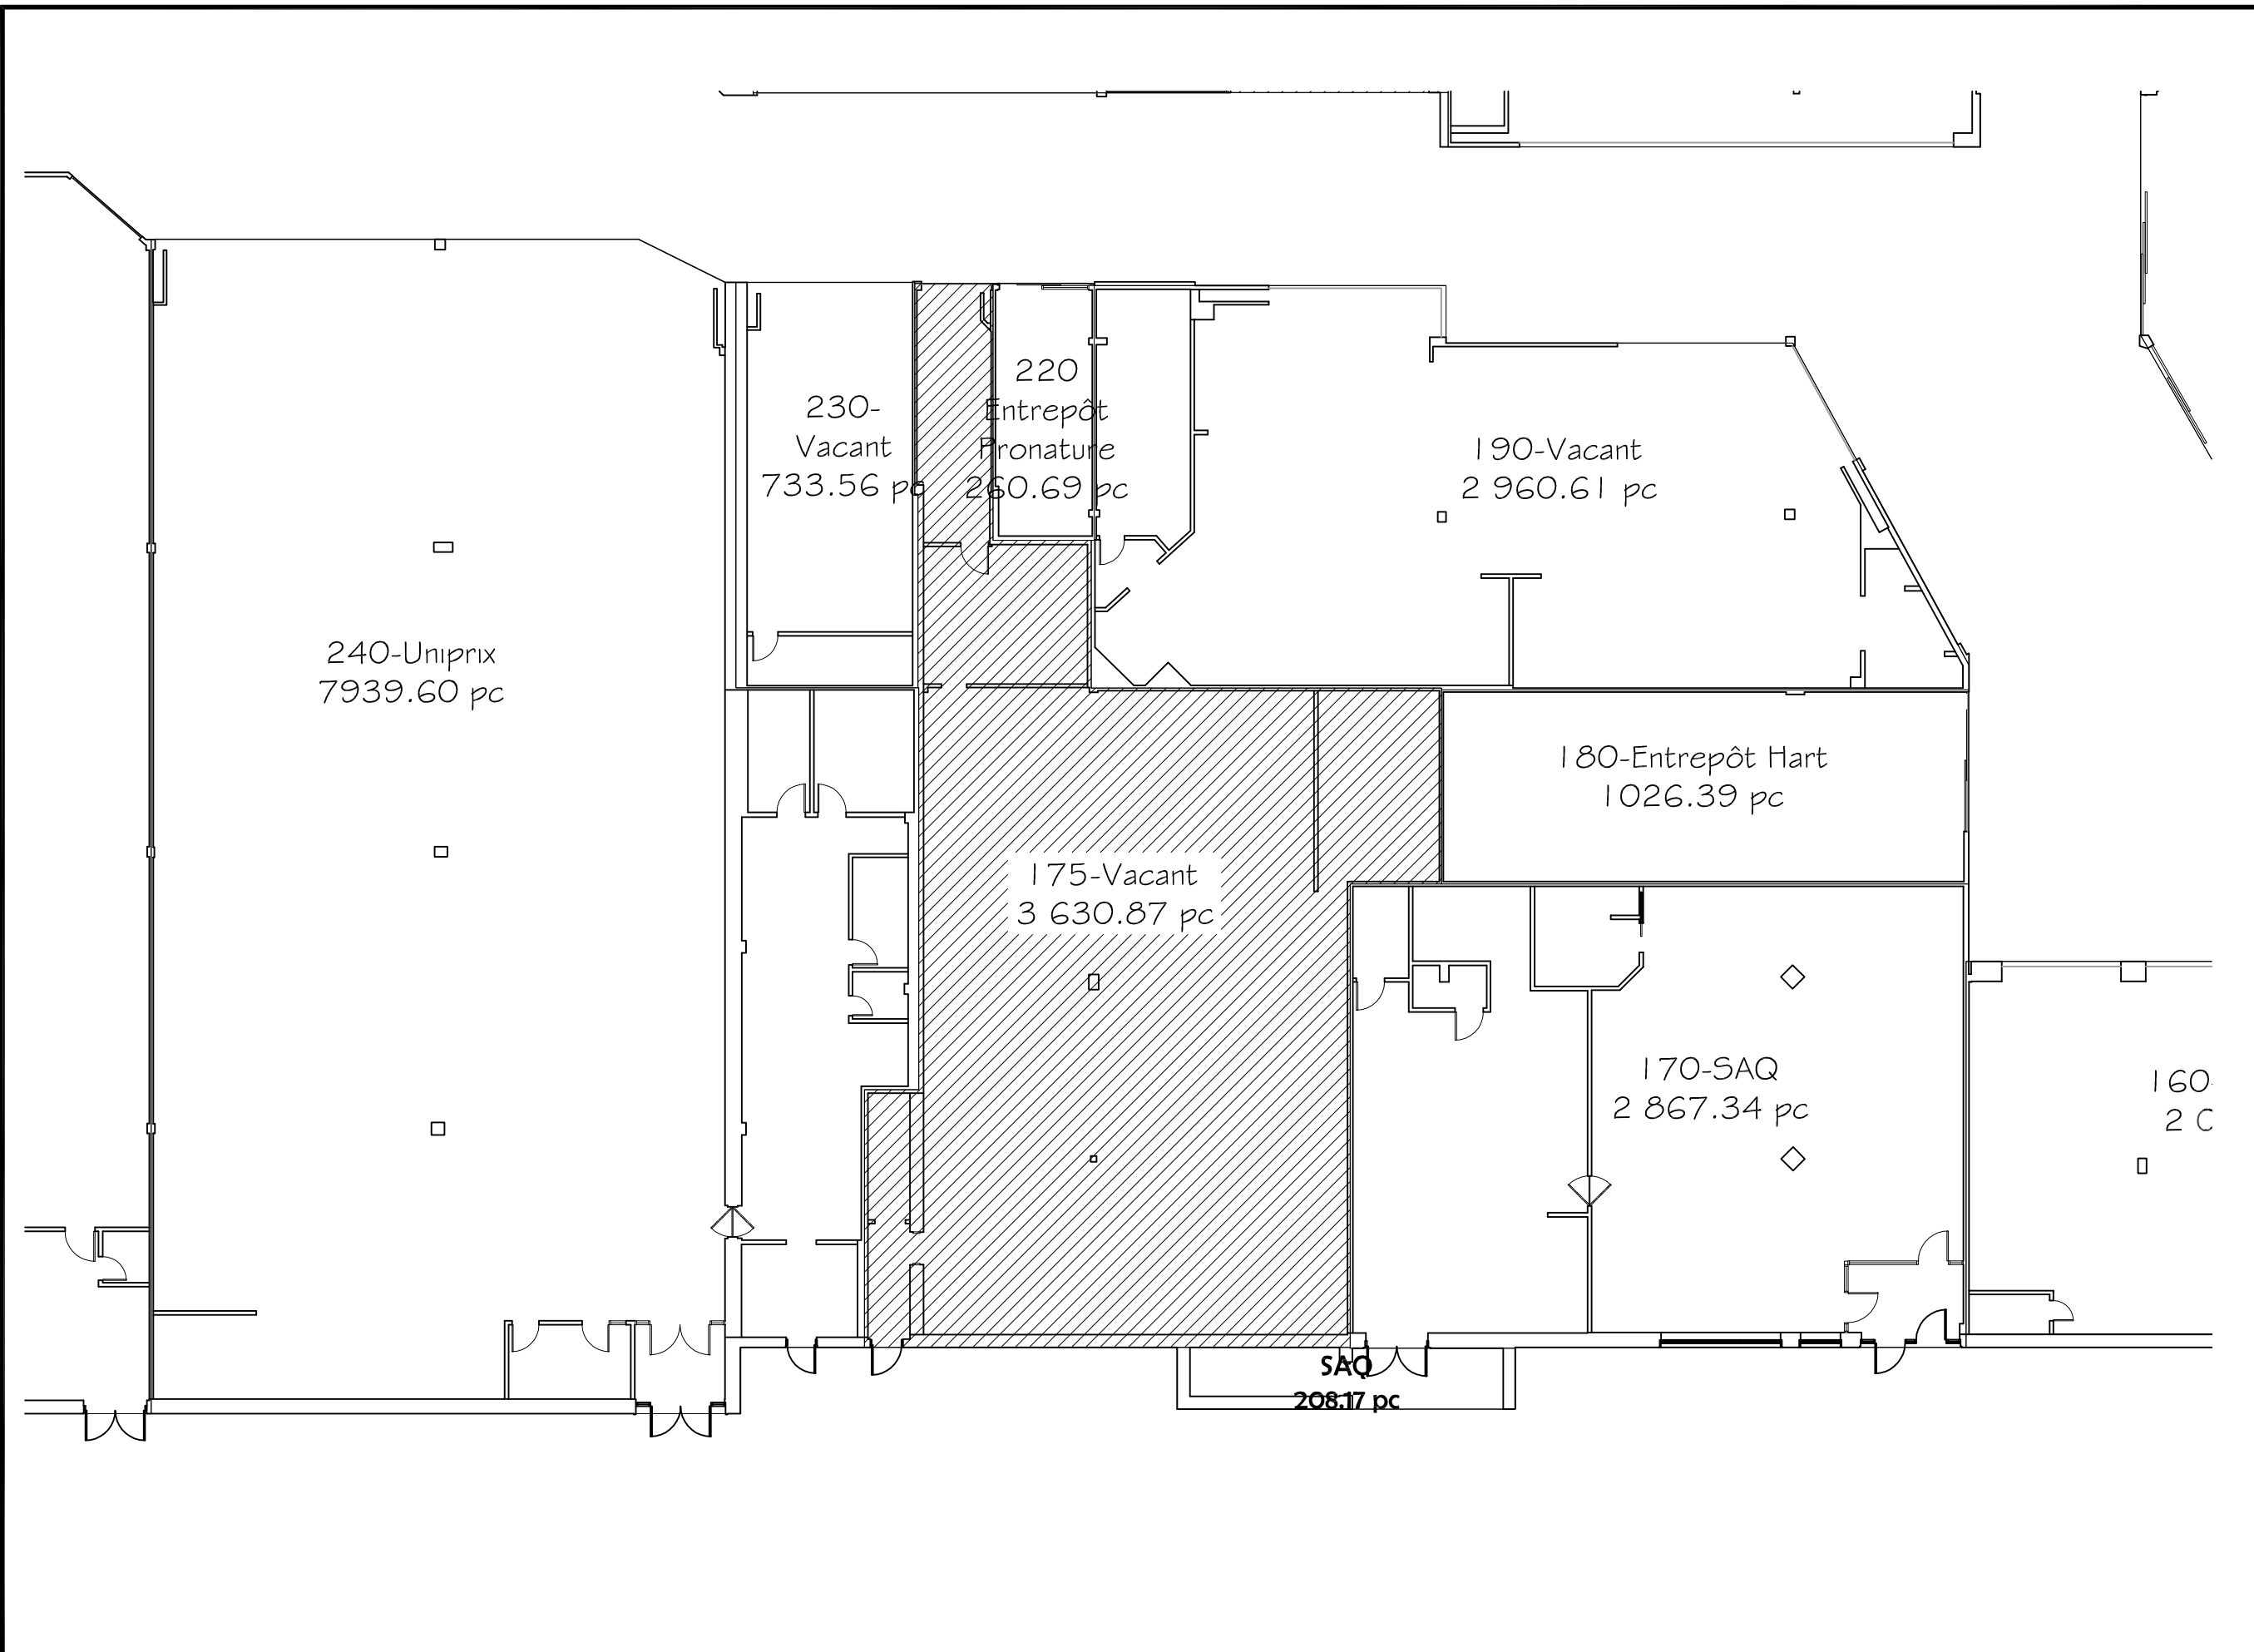 220
Entrepôt
Pronature
260.69 pc
230-
Vacant
733.56 pc
190-Vacant
2 960.61 pc
240-Uniprix
7939.60 pc
180-Entrepôt Hart
1026.39 pc
175-Vacant
3 630.87 pc
170-SAQ
2 867.34 pc
160-
2
SAQ
208.17 pc